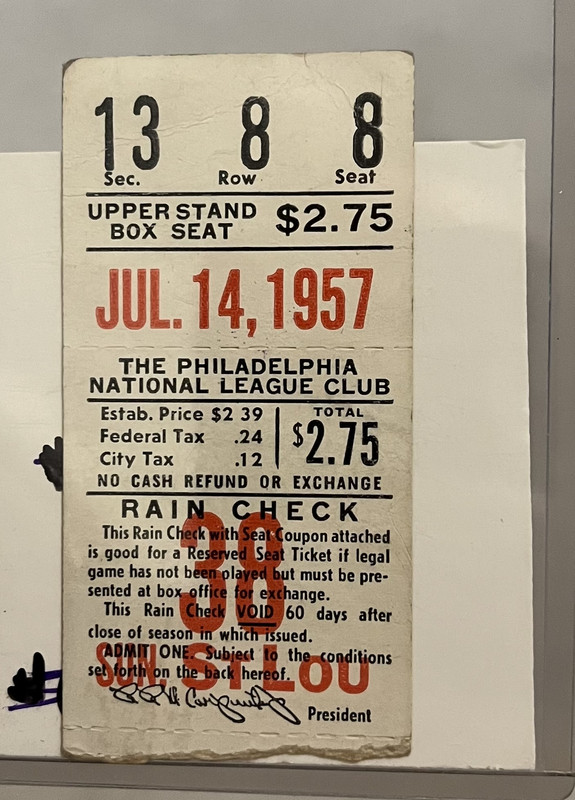 13 8 8
Sec. Row Seat
UPPER STAND
BOX SEAT $2.75
JUL. 14, 1957
THE PHILADELPHIA
NATIONAL LEAGUE CLUB
Estab. Price $2 39
Federal Tax .24
City Tax .12
TOTAL
$2.75
NO CASH REFUND OR EXCHANGE
RAIN CHECK
38
This Rain Check with Seat Coupon attached
is good for a Reserved Seat Ticket if legal
game has not been played but must be pre-
sented at box office for exchange.
This Rain Check VOID 60 days after
close of season in which issued.
ADMIT ONE. Subject to the conditions
set forth on the back hereof.
SUN. ST LOU
President